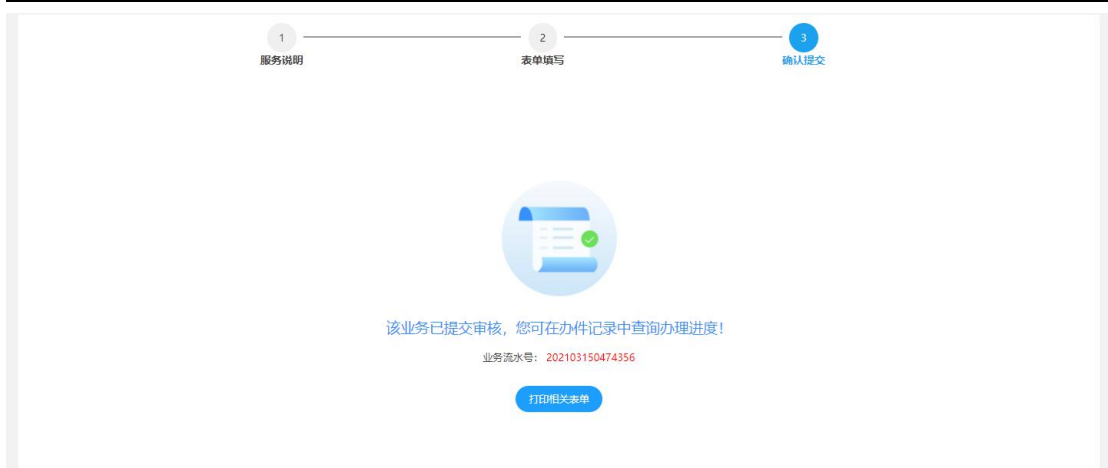 1
2
3
服务说明
表单填写
确认提交
该业务已提交审核，您可在办件记录中查询办理进度！
业务流水号： 202103150474356
打印相关表单